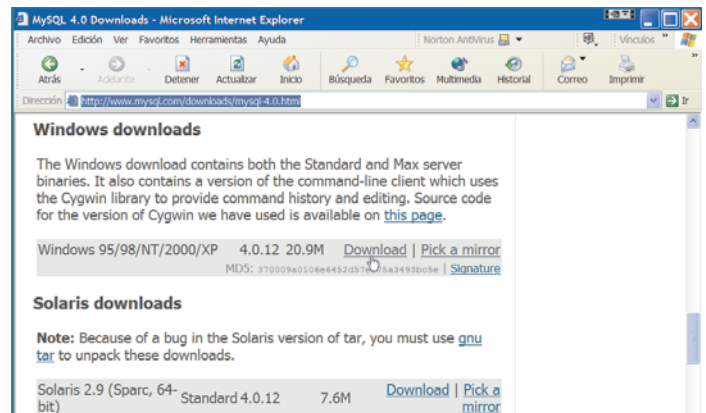 MySQL 4.0 Downloads - Microsoft Internet Explorer
Archivo Edición Ver Favoritos Herramientas Ayuda Norton AntiVirus Vínculos »
Atrás Adelante Detener Actualizar Inicio Búsqueda Favoritos Multimedia Historial Correo Imprimir »
Dirección http://www.mysql.com/downloads/mysql-4.0.html Ir
Windows downloads
The Windows download contains both the Standard and Max server
binaries. It also contains a version of the command-line client which uses
the Cygwin library to provide command history and editing. Source code
for the version of Cygwin we have used is available on this page.
Windows 95/98/NT/2000/XP 4.0.12 20.9M Download | Pick a mirror
MD5: | Signature
Solaris downloads
Note: Because of a bug in the Solaris version of tar, you must use gnu
tar to unpack these downloads.
Solaris 2.9 (Sparc, 64-
bit) Standard 4.0.12 7.6M Download | Pick a
mirror